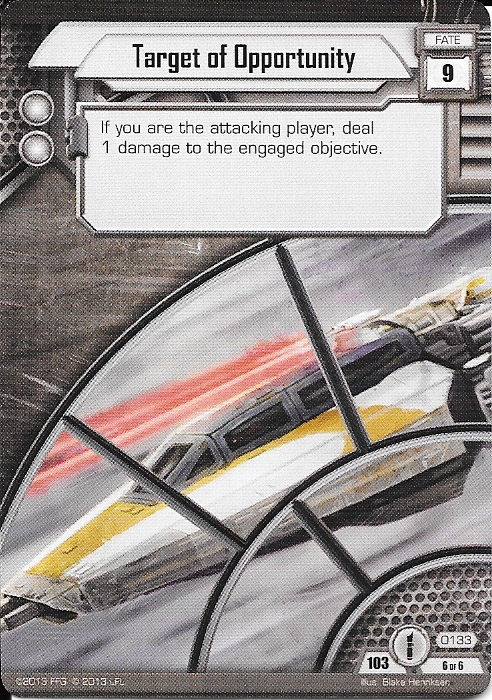 Target of Opportunity
FATE
9
If you are the attacking player, deal
1 damage to the engaged objective.
103
0133
6 OF 6
©2013 FFG © 2013 LFL
Illus. Blake Henriksen